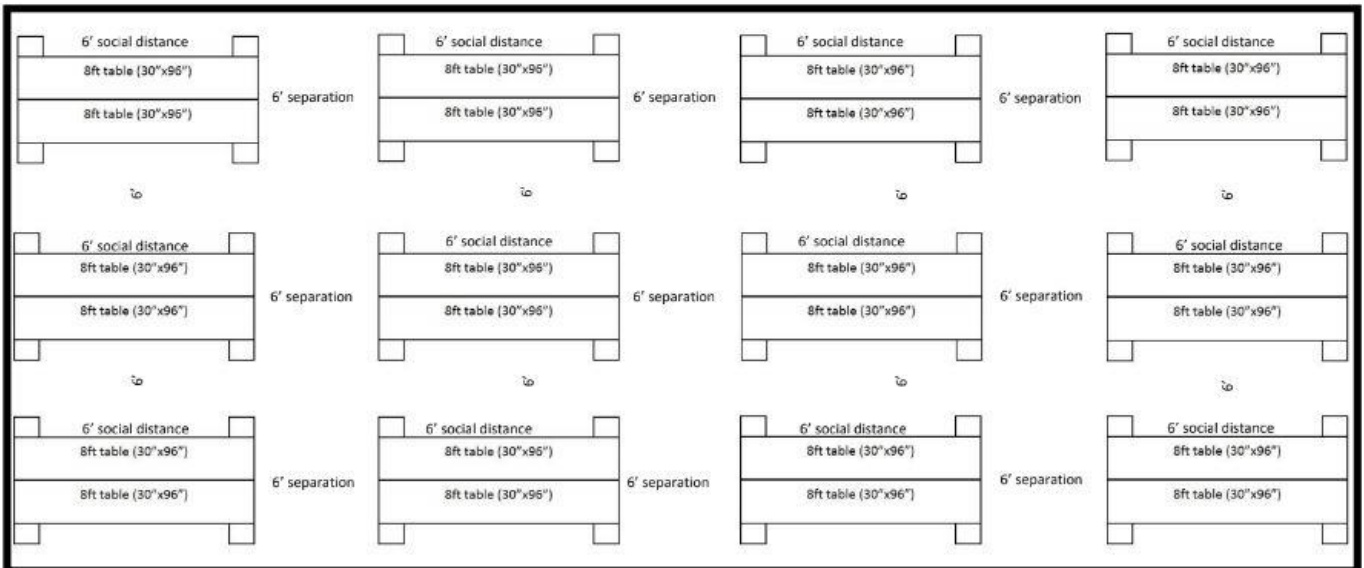 6’ social distance 6’ social distance 6’ social distance 6’ social distance
8ft table (30”x96”) 8ft table (30”x96”) 8ft table (30”x96”) 8ft table (30”x96”)
6’ separation 6’ separation 6’ separation
8ft table (30”x96”) 8ft table (30”x96”) 8ft table (30”x96”) 8ft table (30”x96”)
6’ 6’ 6’ 6’
6’ social distance 6’ social distance 6’ social distance 6’ social distance
8ft table (30”x96”) 8ft table (30”x96”) 8ft table (30”x96”) 8ft table (30”x96”)
6’ separation 6’ separation 6’ separation
8ft table (30”x96”) 8ft table (30”x96”) 8ft table (30”x96”) 8ft table (30”x96”)
6’ 6’ 6’ 6’
6’ social distance 6’ social distance 6’ social distance 6’ social distance
8ft table (30”x96”) 8ft table (30”x96”) 8ft table (30”x96”) 8ft table (30”x96”)
6’ separation 6’ separation 6’ separation
8ft table (30”x96”) 8ft table (30”x96”) 8ft table (30”x96”) 8ft table (30”x96”)